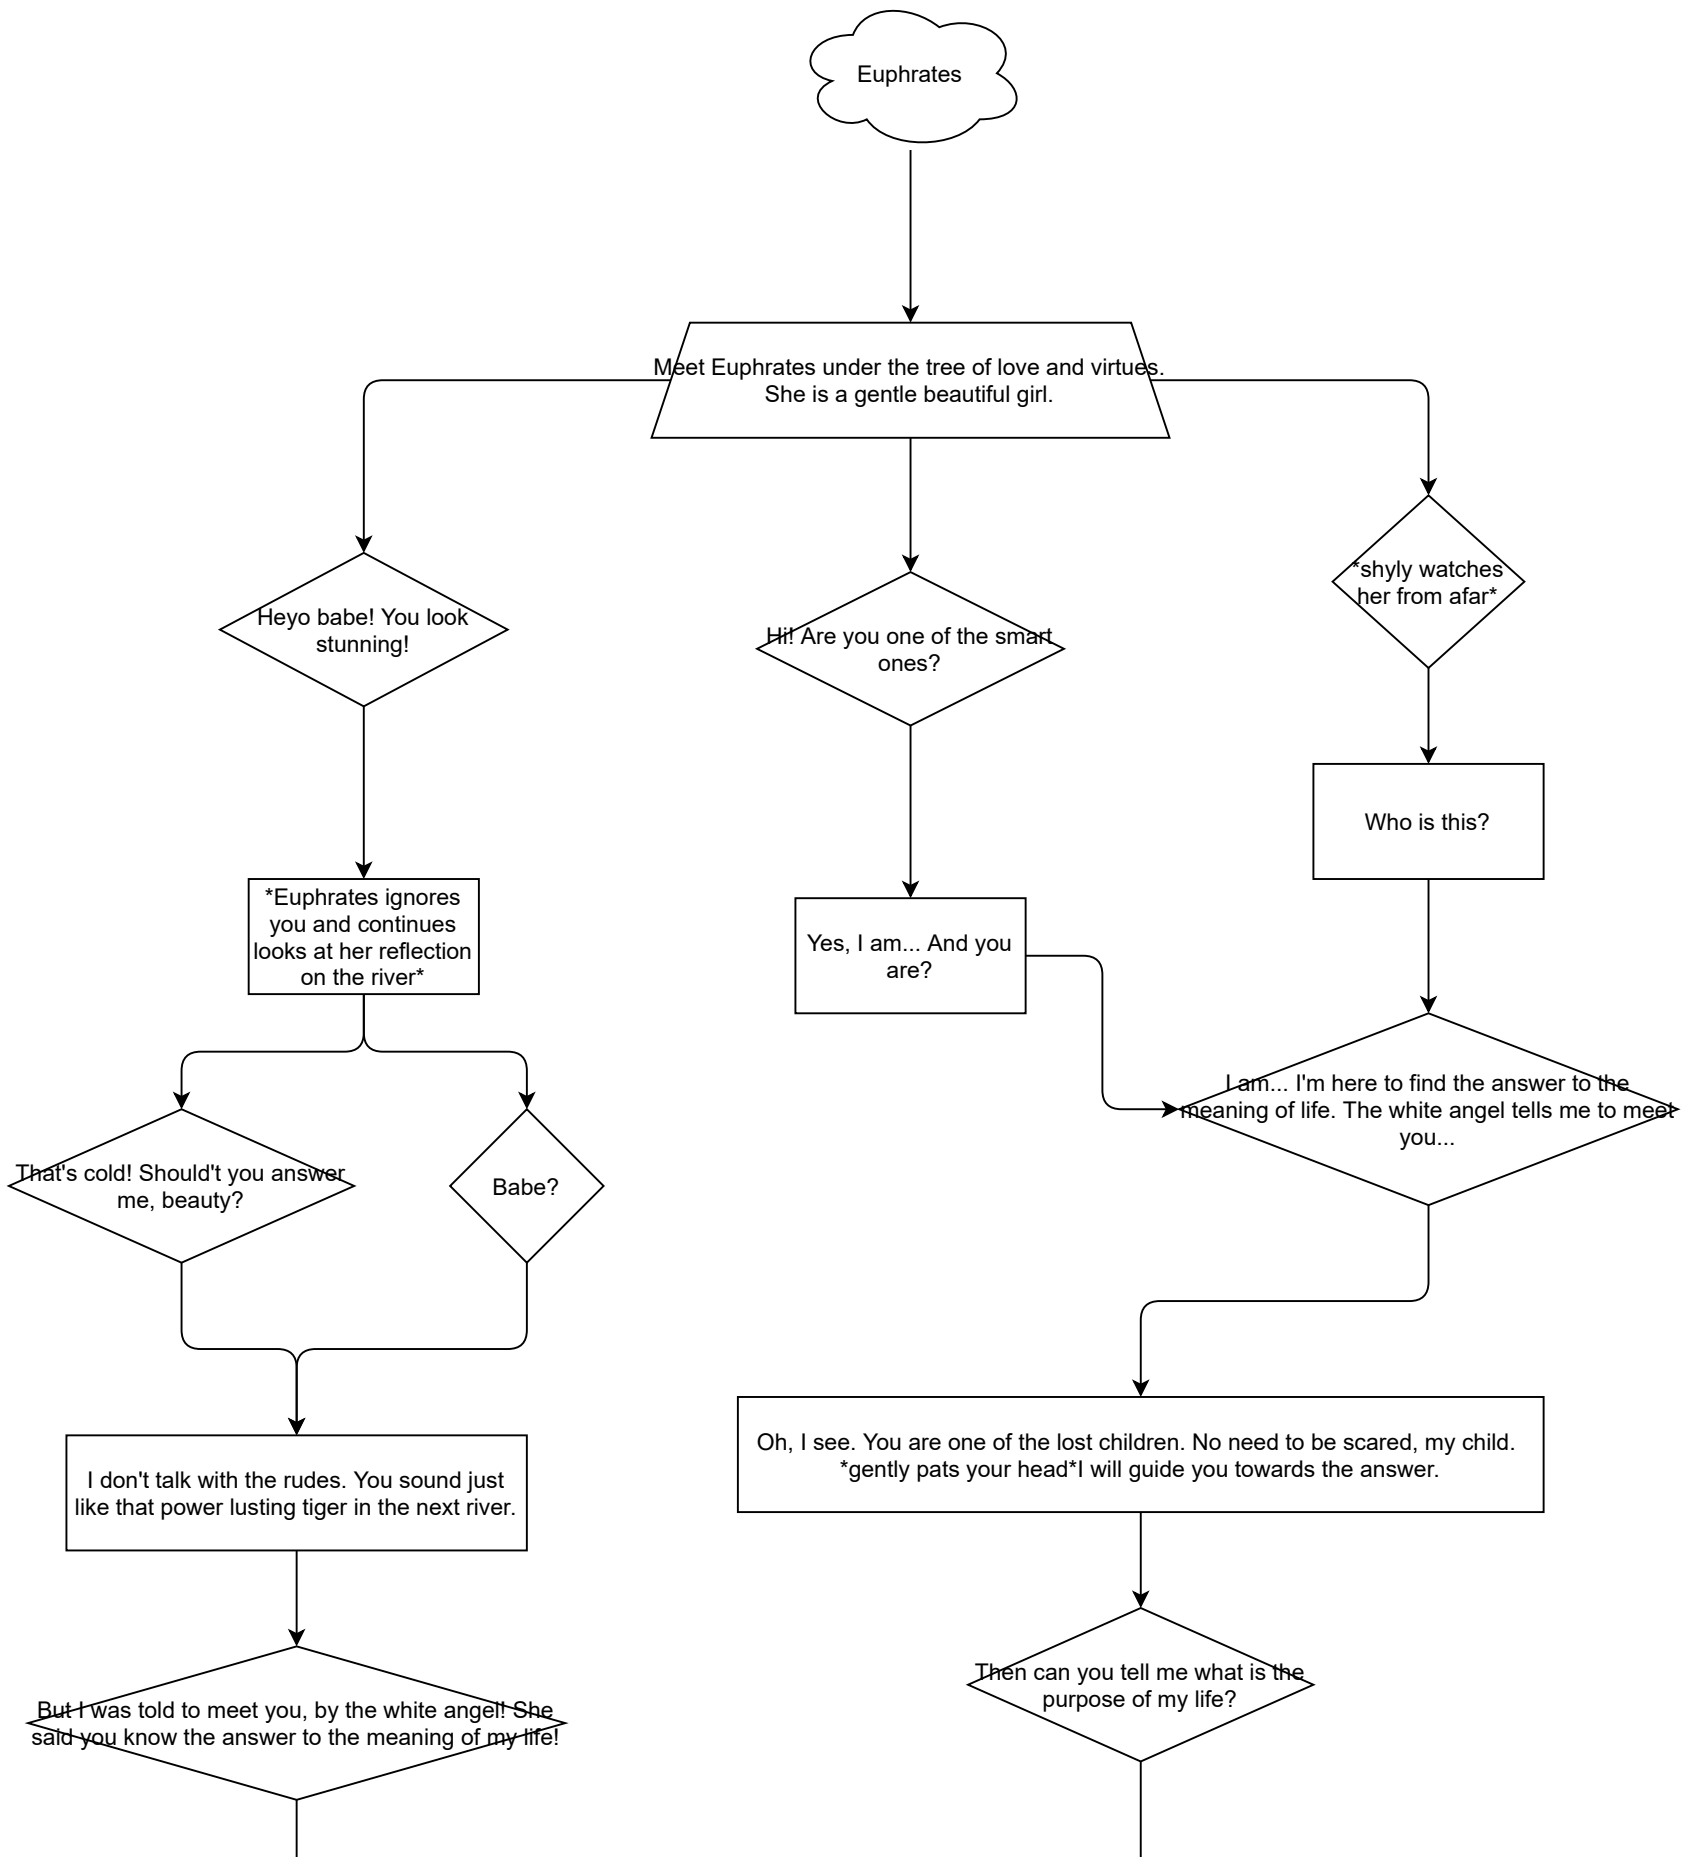 Euphrates
Meet Euphrates under the tree of love and virtues.
She is a gentle beautiful girl.
Heyo babe! You look
stunning!
Hi! Are you one of the smart
ones?
*shyly watches
her from afar*
Who is this?
*Euphrates ignores
you and continues
looks at her reflection
on the river*
Yes, I am... And you
are?
I am... I'm here to find the answer to the
meaning of life. The white angel tells me to meet
you...
That's cold! Should't you answer
me, beauty?
Babe?
Oh, I see. You are one of the lost children. No need to be scared, my child.
*gently pats your head*I will guide you towards the answer.
I don't talk with the rudes. You sound just
like that power lusting tiger in the next river.
Then can you tell me what is the
purpose of my life?
But I was told to meet you, by the white angel! She
said you know the answer to the meaning of my life!